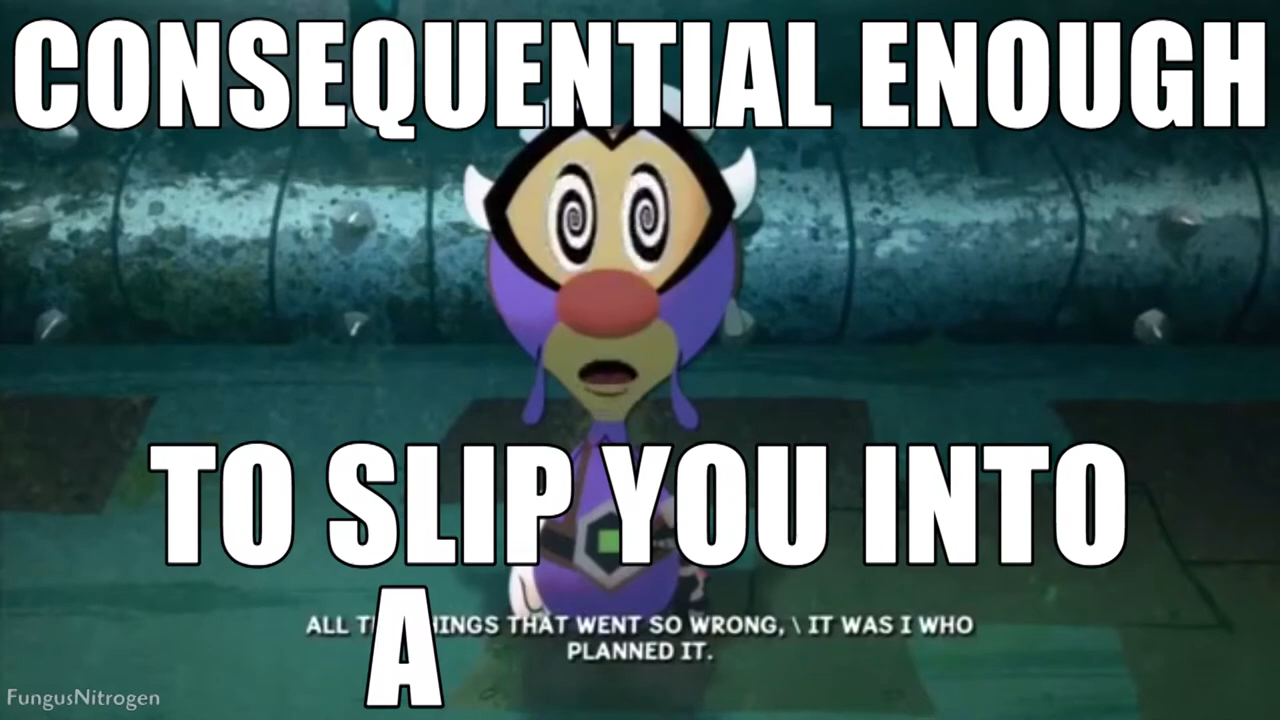 CONSEQUENTIAL ENOUGH
TO SLIP YOU INTO
A
ALL T INGS THAT WENT SO WRONG, \ IT WAS I WHO
PLANNED IT.
FungusNitrogen